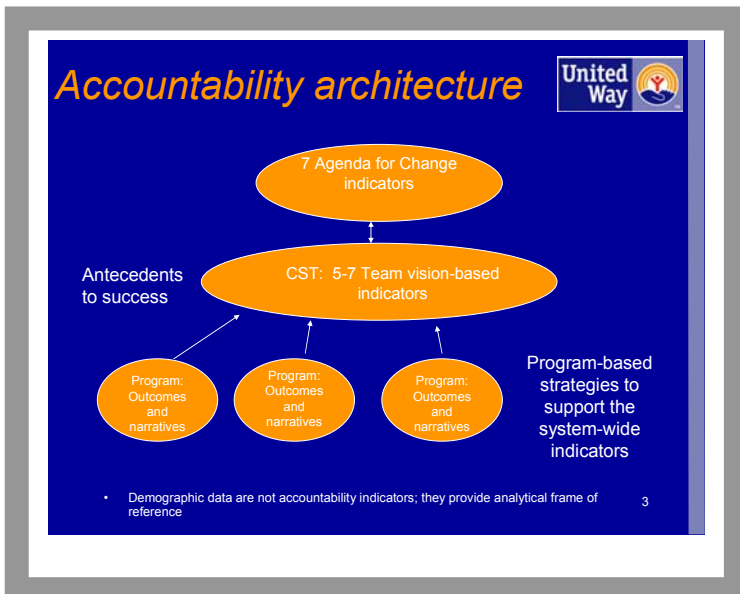 Accountability architecture
United
Way
7 Agenda for Change
indicators
Antecedents
to success
CST:  5-7 Team vision-based
indicators
Program:
Outcomes
and
narratives
Program:
Outcomes
and
narratives
Program:
Outcomes
and
narratives
Program-based
strategies to
support the
system-wide
indicators
• Demographic data are not accountability indicators; they provide analytical frame of
reference
3